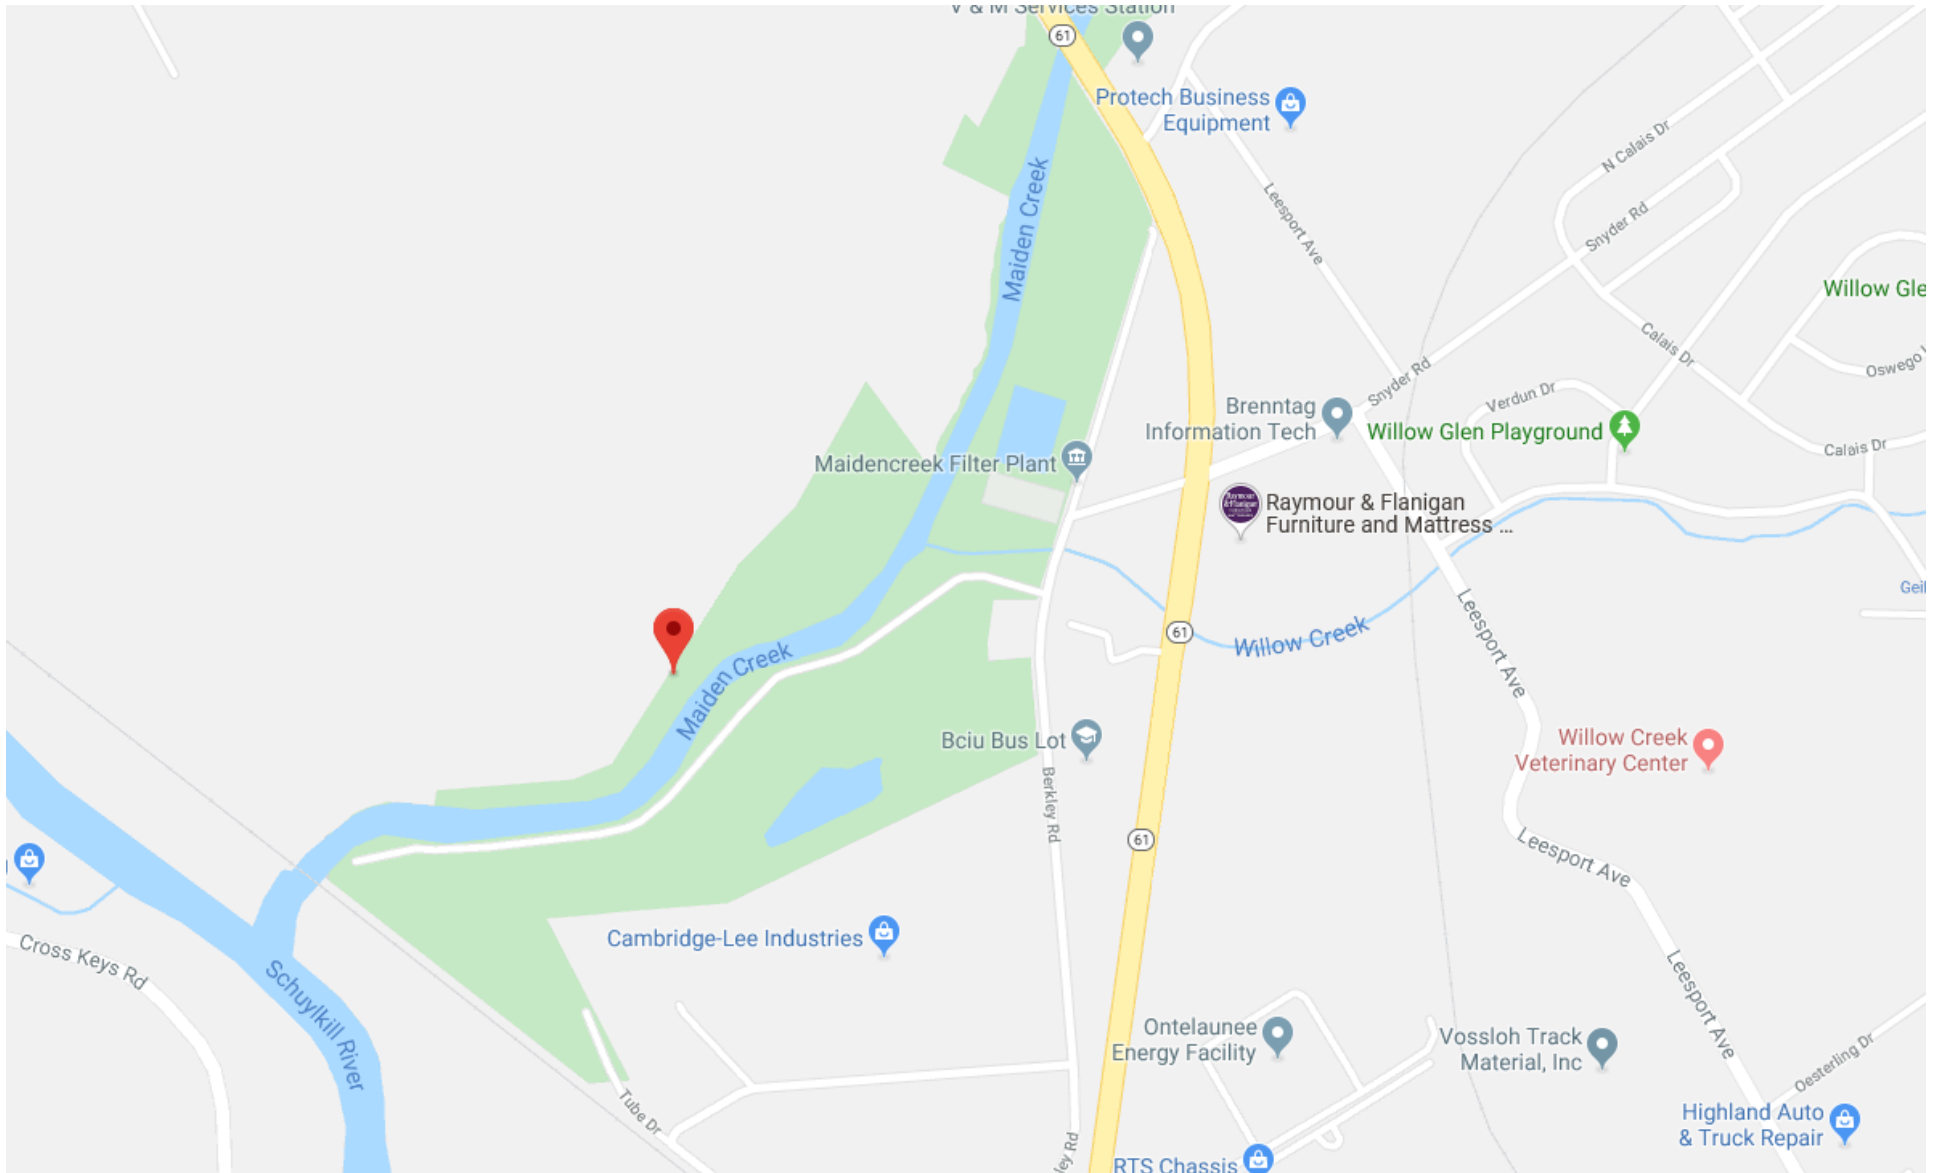 V & M Services Station
61
Protech Business
Equipment
N Calais Dr
Maiden Creek
Leesport Ave
Snyder Rd
Willow Gle
Calais Dr
Oswego
Snyder Rd
Verdun Dr
Brenntag
Information Tech
Willow Glen Playground
Calais Dr
Maidencreek Filter Plant
Raymour & Flanigan
Furniture and Mattress ...
Geil
Leesport Ave
61
Willow Creek
Maiden Creek
Bciu Bus Lot
Willow Creek
Veterinary Center
Berkley Rd
61
Leesport Ave
Cambridge-Lee Industries
Cross Keys Rd
Schuylkill River
Leesport Ave
Ontelaunee
Energy Facility
Vossloh Track
Material, Inc
Oesterling Dr
Tube Dr
Highland Auto
& Truck Repair
ley Rd
RTS Chassis